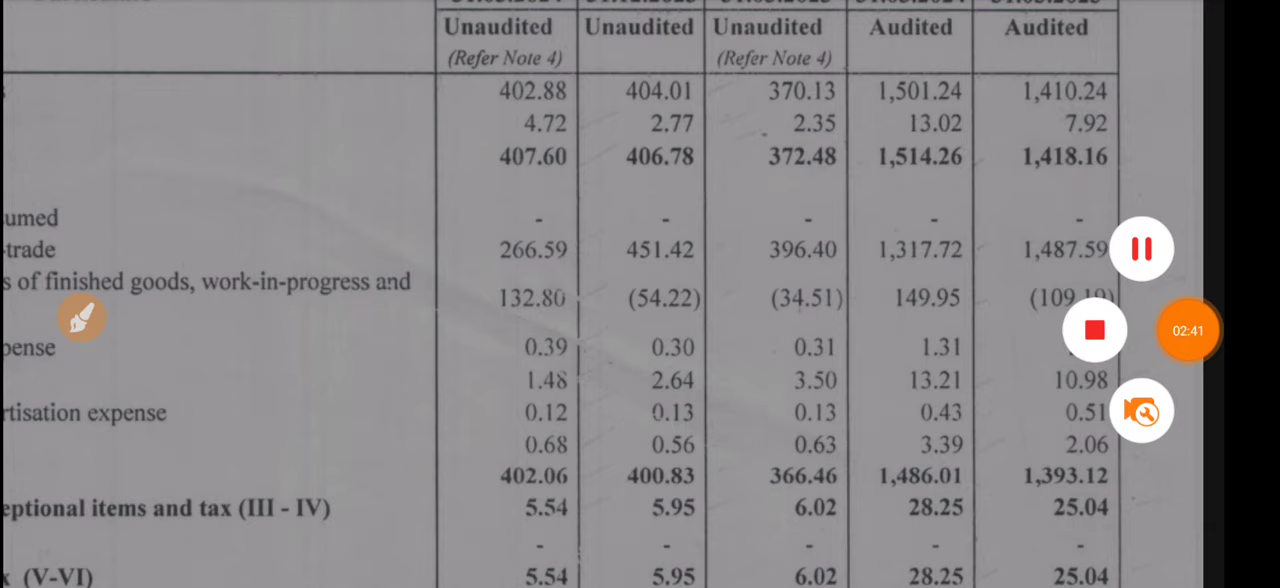 Unaudited Unaudited Unaudited Audited Audited
(Refer Note 4) (Refer Note 4)
402.88 404.01 370.13 1,501.24 1,410.24
4.72 2.77 2.35 13.02 7.92
407.60 406.78 372.48 1,514.26 1,418.16
umed - - - - -
-trade 266.59 451.42 396.40 1,317.72 1,487.59
s of finished goods, work-in-progress and
132.80 (54.22) (34.51) 149.95 (109.19)
pense 0.39 0.30 0.31 1.31
1.48 2.64 3.50 13.21 10.98
rtisation expense 0.12 0.13 0.13 0.43 0.51
0.68 0.56 0.63 3.39 2.06
402.06 400.83 366.46 1,486.01 1,393.12
eptional items and tax (III - IV) 5.54 5.95 6.02 28.25 25.04
- - - - -
x (V-VI) 5.54 5.95 6.02 28.25 25.04
02:41